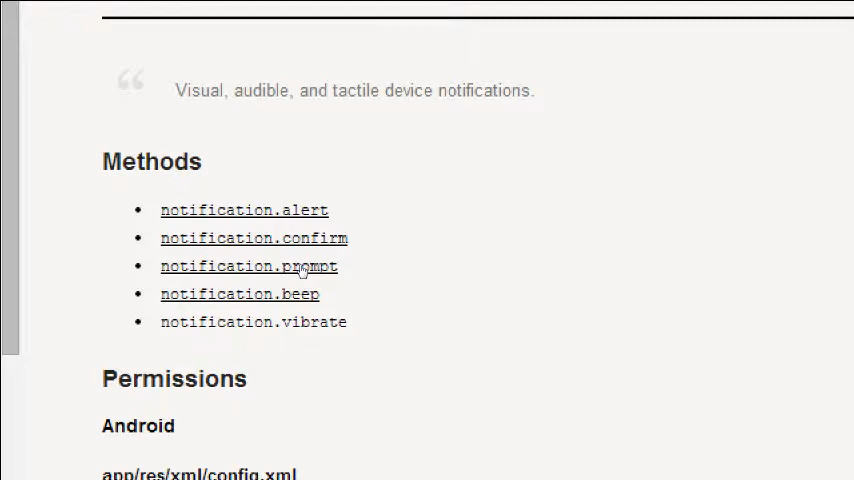 Visual, audible, and tactile device notifications.
Methods
notification.alert
notification.confirm
notification.prompt
notification.beep
notification.vibrate
Permissions
Android
app/res/xml/config.xml